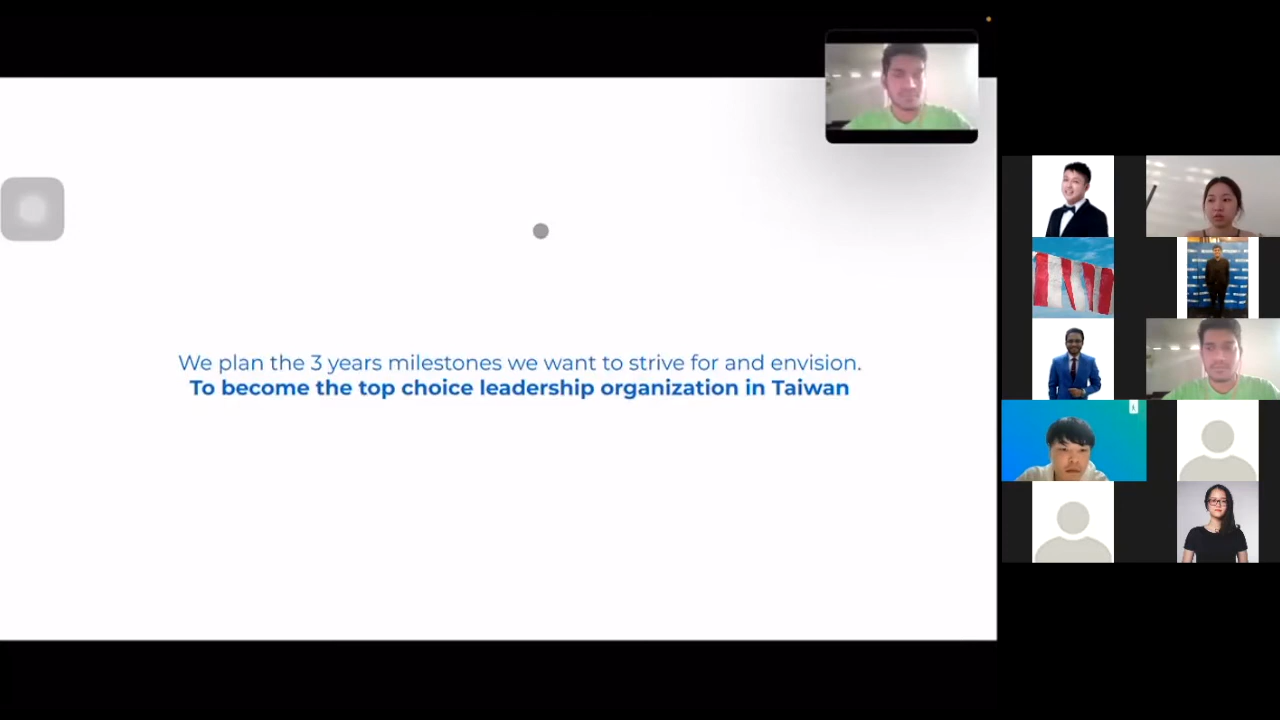 We plan the 3 years milestones we want to strive for and envision.
To become the top choice leadership organization in Taiwan